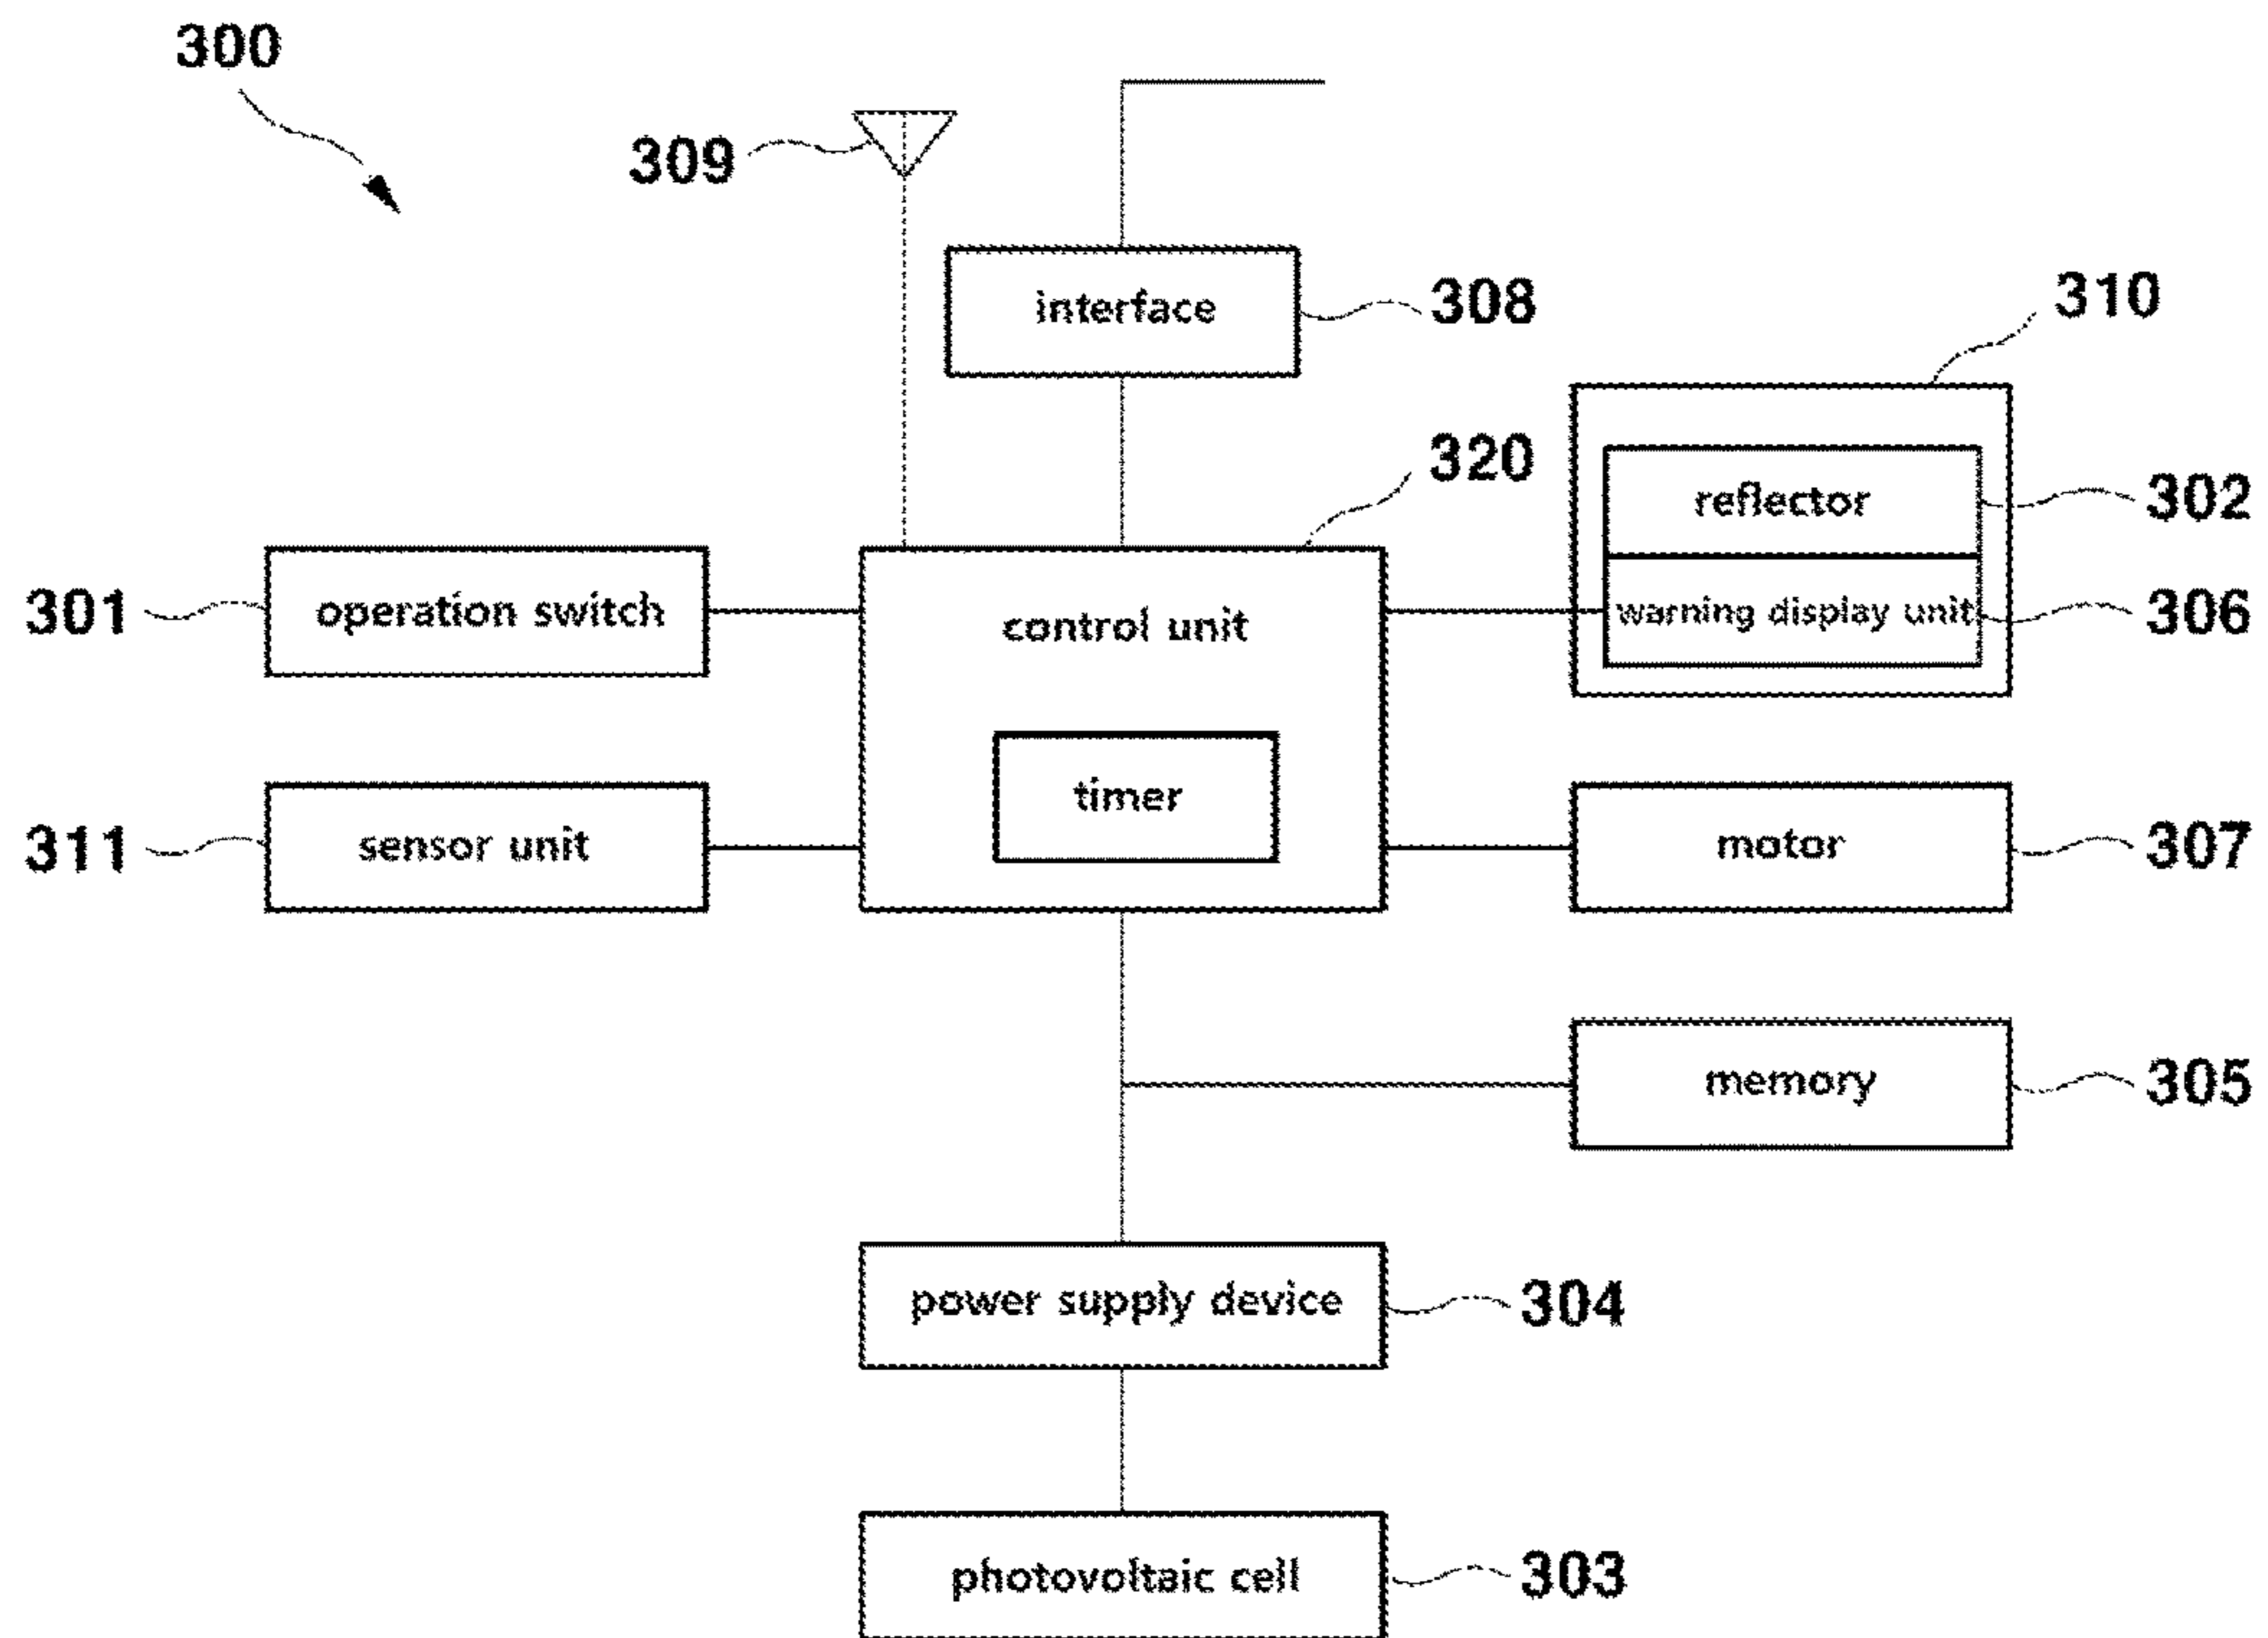 300
309
interface
308
310
320
reflector
302
301
operation switch
control unit
warning display unit
306
311
sensor unit
timer
motor
307
memory
305
power supply device
304
photovoltaic cell
303